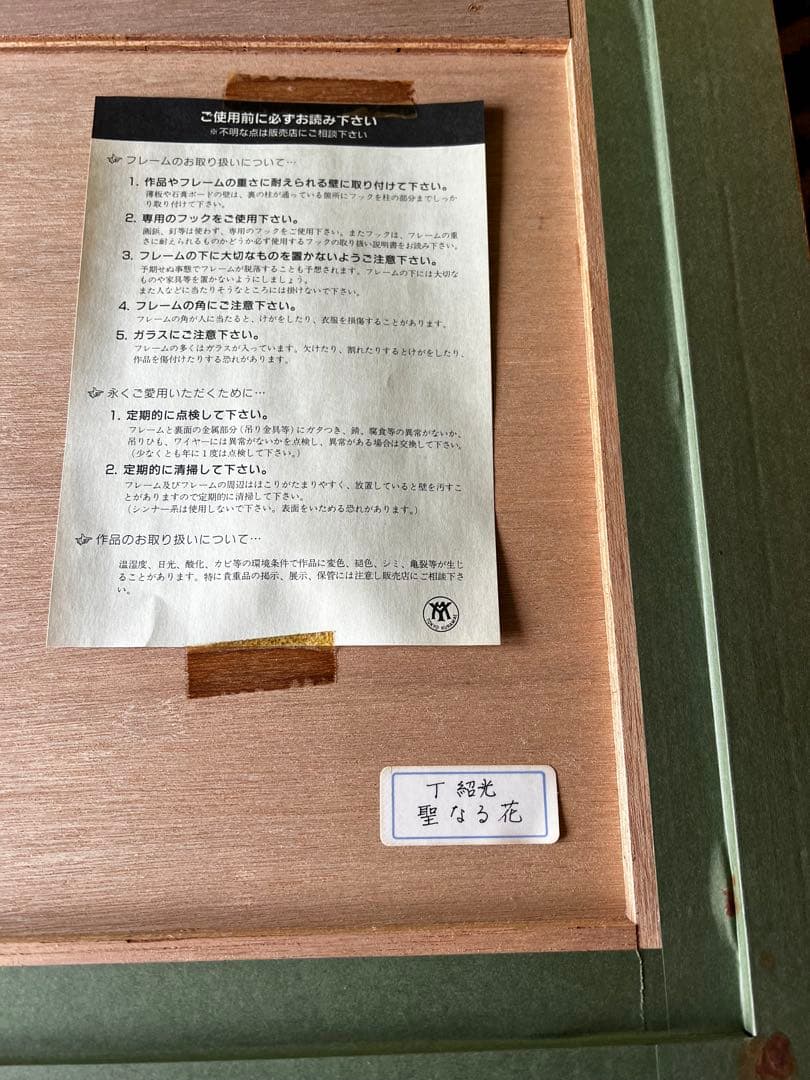 ご使用前に必ずお読み下さい
※不明な点は販売店にご相談下さい
フレームのお取り扱いについて…
1. 作品やフレームの重さに耐えられる壁に取り付けて下さい。
薄板や石膏ボードの壁は、裏の柱が通っている箇所にフックを柱の部分までしっか
り取り付けて下さい。
2. 専用のフックをご使用下さい。
画鋲、釘等は使わず、専用のフックをご使用下さい。またフックは、フレームの重
さに耐えられるものかどうか必ず使用するフックの取り扱い説明書をお読み下さい。
3. フレームの下に大切なものを置かないようご注意下さい。
予期せぬ事態でフレームが脱落することも予想されます。フレームの下には大切な
ものや家具等を置かないようにしましょう。
また人などに当たりそうなところには掛けないで下さい。
4. フレームの角にご注意下さい。
フレームの角が人に当たると、けがをしたり、衣服を損傷することがあります。
5. ガラスにご注意下さい。
フレームの多くはガラスが入っています。欠けたり、割れたりするとけがをしたり、
作品を傷付けたりする恐れがあります。
永くご愛用いただくために…
1. 定期的に点検して下さい。
フレームと裏面の金属部分（吊り金具等）にガタつき、錆、腐食等の異常がないか、
吊りひも、ワイヤーには異常がないかを点検し、異常がある場合は交換して下さい。
（少なくとも年に1度は点検して下さい。）
2. 定期的に清掃して下さい。
フレーム及びフレームの周辺はほこりがたまりやすく、放置していると壁を汚すこ
とがありますので定期的に清掃して下さい。
（シンナー系は使用しないで下さい。表面をいためる恐れがあります。）
作品のお取り扱いについて…
温湿度、日光、酸化、カビ等の環境条件で作品に変色、褪色、シミ、亀裂等が生じ
ることがあります。特に貴重品の掲示、展示、保管には注意し販売店にご相談下さ
い。
TOKYO KURAMAE
丁紹光
聖なる花